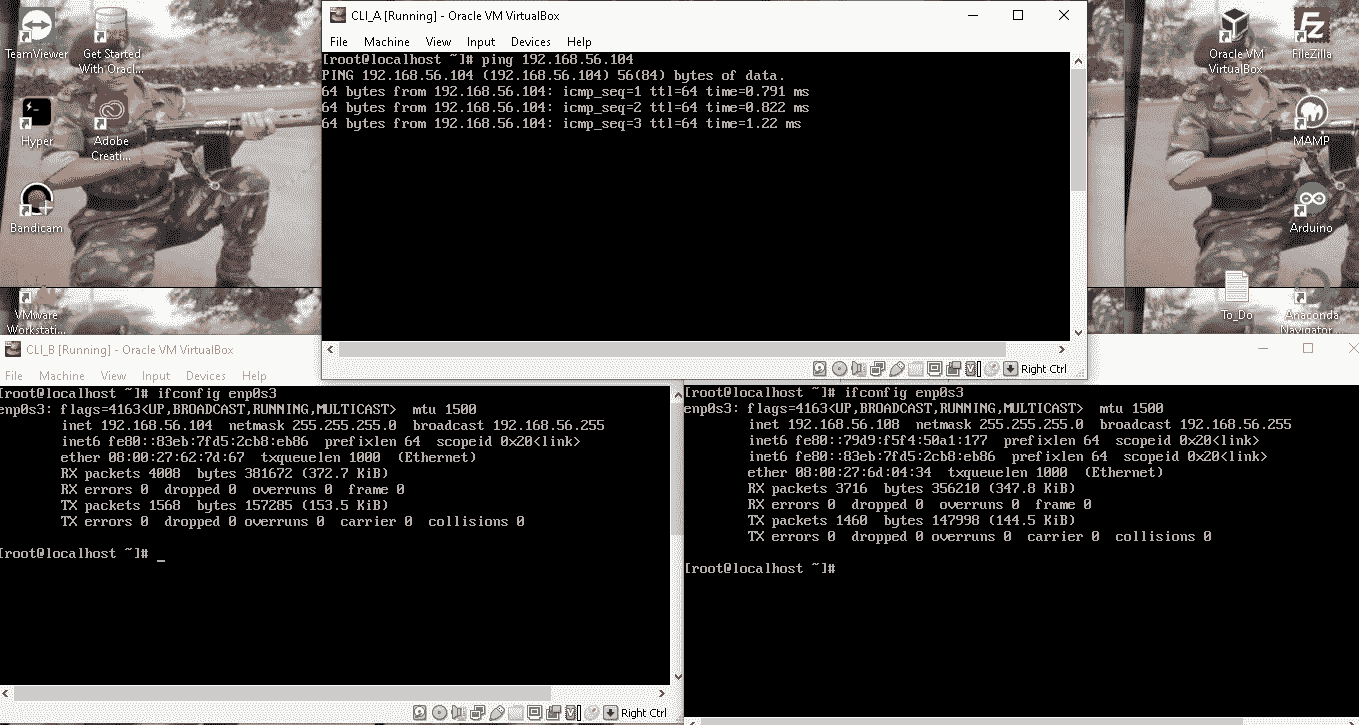 TeamViewer
Get Started
With Oracl...
Hyper
Adobe
Creati...
Bandicam
VMware
Workstati...
CLI_A [Running] - Oracle VM VirtualBox
File Machine View Input Devices Help
[root@localhost ~]# ping 192.168.56.104
PING 192.168.56.104 (192.168.56.104) 56(84) bytes of data.
64 bytes from 192.168.56.104: icmp_seq=1 ttl=64 time=0.791 ms
64 bytes from 192.168.56.104: icmp_seq=2 ttl=64 time=0.822 ms
64 bytes from 192.168.56.104: icmp_seq=3 ttl=64 time=1.22 ms
Right Ctrl
Oracle VM
VirtualBox
FileZilla
MAMP
Arduino
To_Do
Anaconda
Navigator...
CLI_B [Running] - Oracle VM VirtualBox
File Machine View Input Devices Help
[root@localhost ~]# ifconfig enp0s3
enp0s3: flags=4163<UP,BROADCAST,RUNNING,MULTICAST> mtu 1500
inet 192.168.56.104 netmask 255.255.255.0 broadcast 192.168.56.255
inet6 fe80::83eb:7fd5:2cb8:eb86 prefixlen 64 scopeid 0x20<link>
ether 08:00:27:62:7d:67 txqueuelen 1000 (Ethernet)
RX packets 4008 bytes 381672 (372.7 KiB)
RX errors 0 dropped 0 overruns 0 frame 0
TX packets 1568 bytes 157285 (153.5 KiB)
TX errors 0 dropped 0 overruns 0 carrier 0 collisions 0
[root@localhost ~]# _
Right Ctrl
[root@localhost ~]# ifconfig enp0s3
enp0s3: flags=4163<UP,BROADCAST,RUNNING,MULTICAST> mtu 1500
inet 192.168.56.108 netmask 255.255.255.0 broadcast 192.168.56.255
inet6 fe80::79d9:f5f4:50a1:177 prefixlen 64 scopeid 0x20<link>
inet6 fe80::83eb:7fd5:2cb8:eb86 prefixlen 64 scopeid 0x20<link>
ether 08:00:27:6d:04:34 txqueuelen 1000 (Ethernet)
RX packets 3716 bytes 356210 (347.8 KiB)
RX errors 0 dropped 0 overruns 0 frame 0
TX packets 1460 bytes 147998 (144.5 KiB)
TX errors 0 dropped 0 overruns 0 carrier 0 collisions 0
[root@localhost ~]#